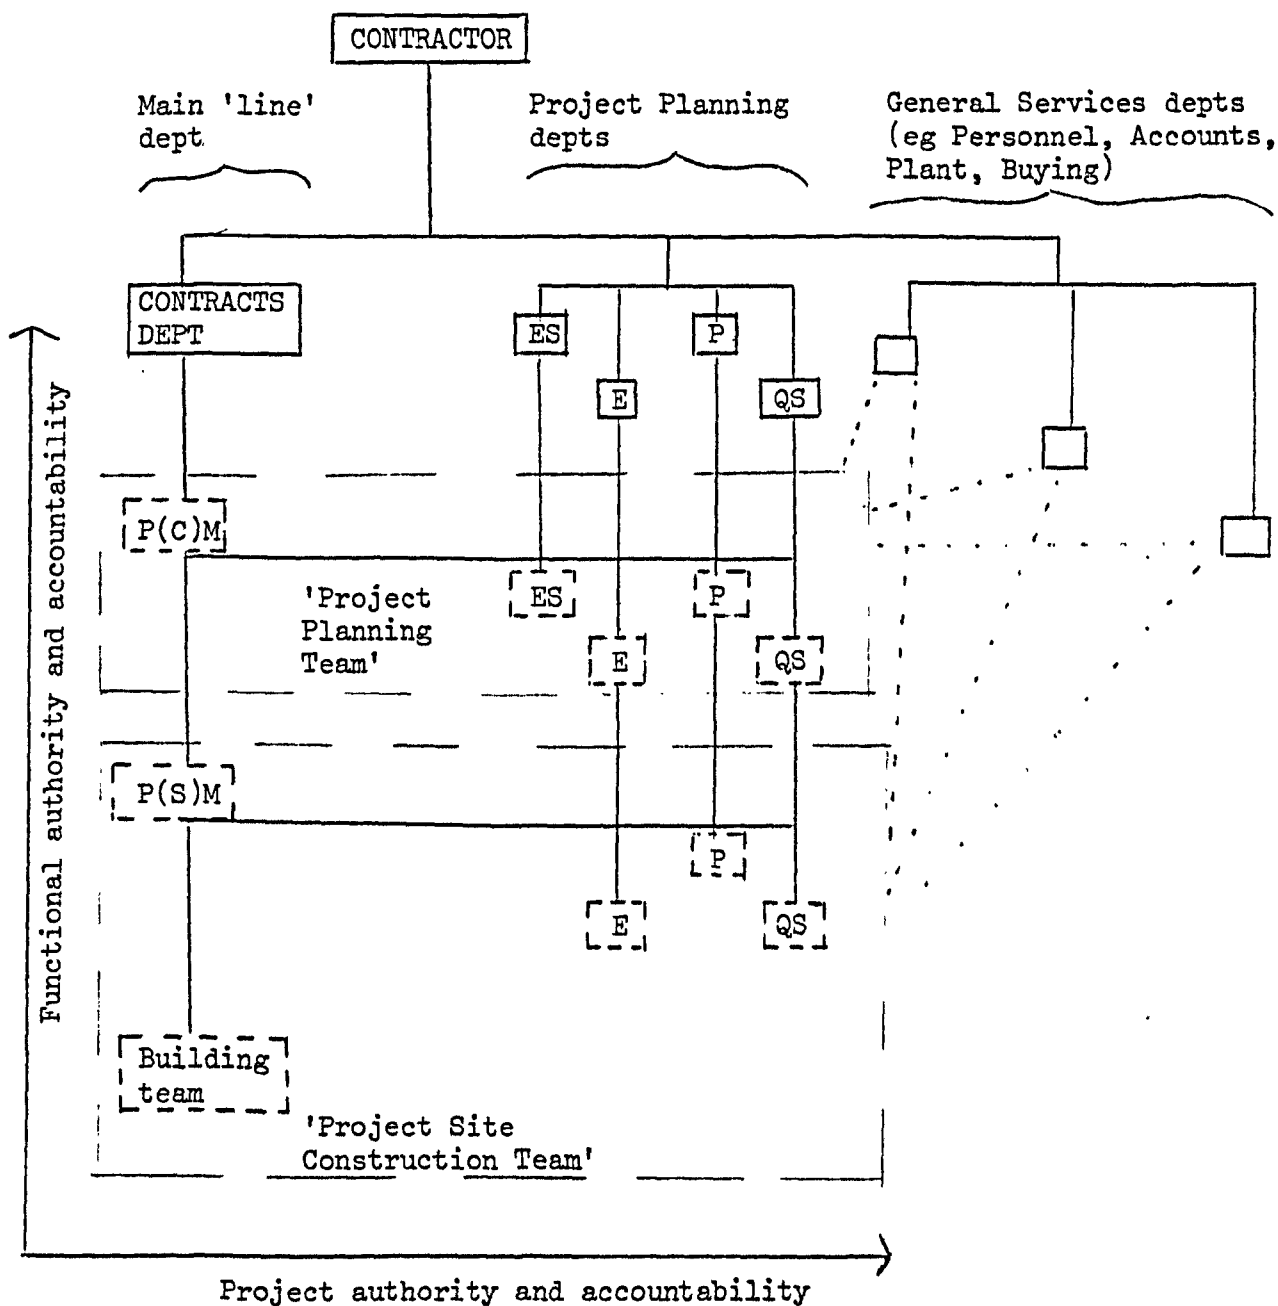 CONTRACTOR
Main 'line'
dept
Project Planning
depts
General Services depts
(eg Personnel, Accounts,
Plant, Buying)
CONTRACTS
DEPT
ES
P
E
QS
Functional authority and accountability
P(C)M
'Project
Planning
Team'
ES
P
E
QS
P(S)M
P
E
QS
Building
team
'Project Site
Construction Team'
Project authority and accountability